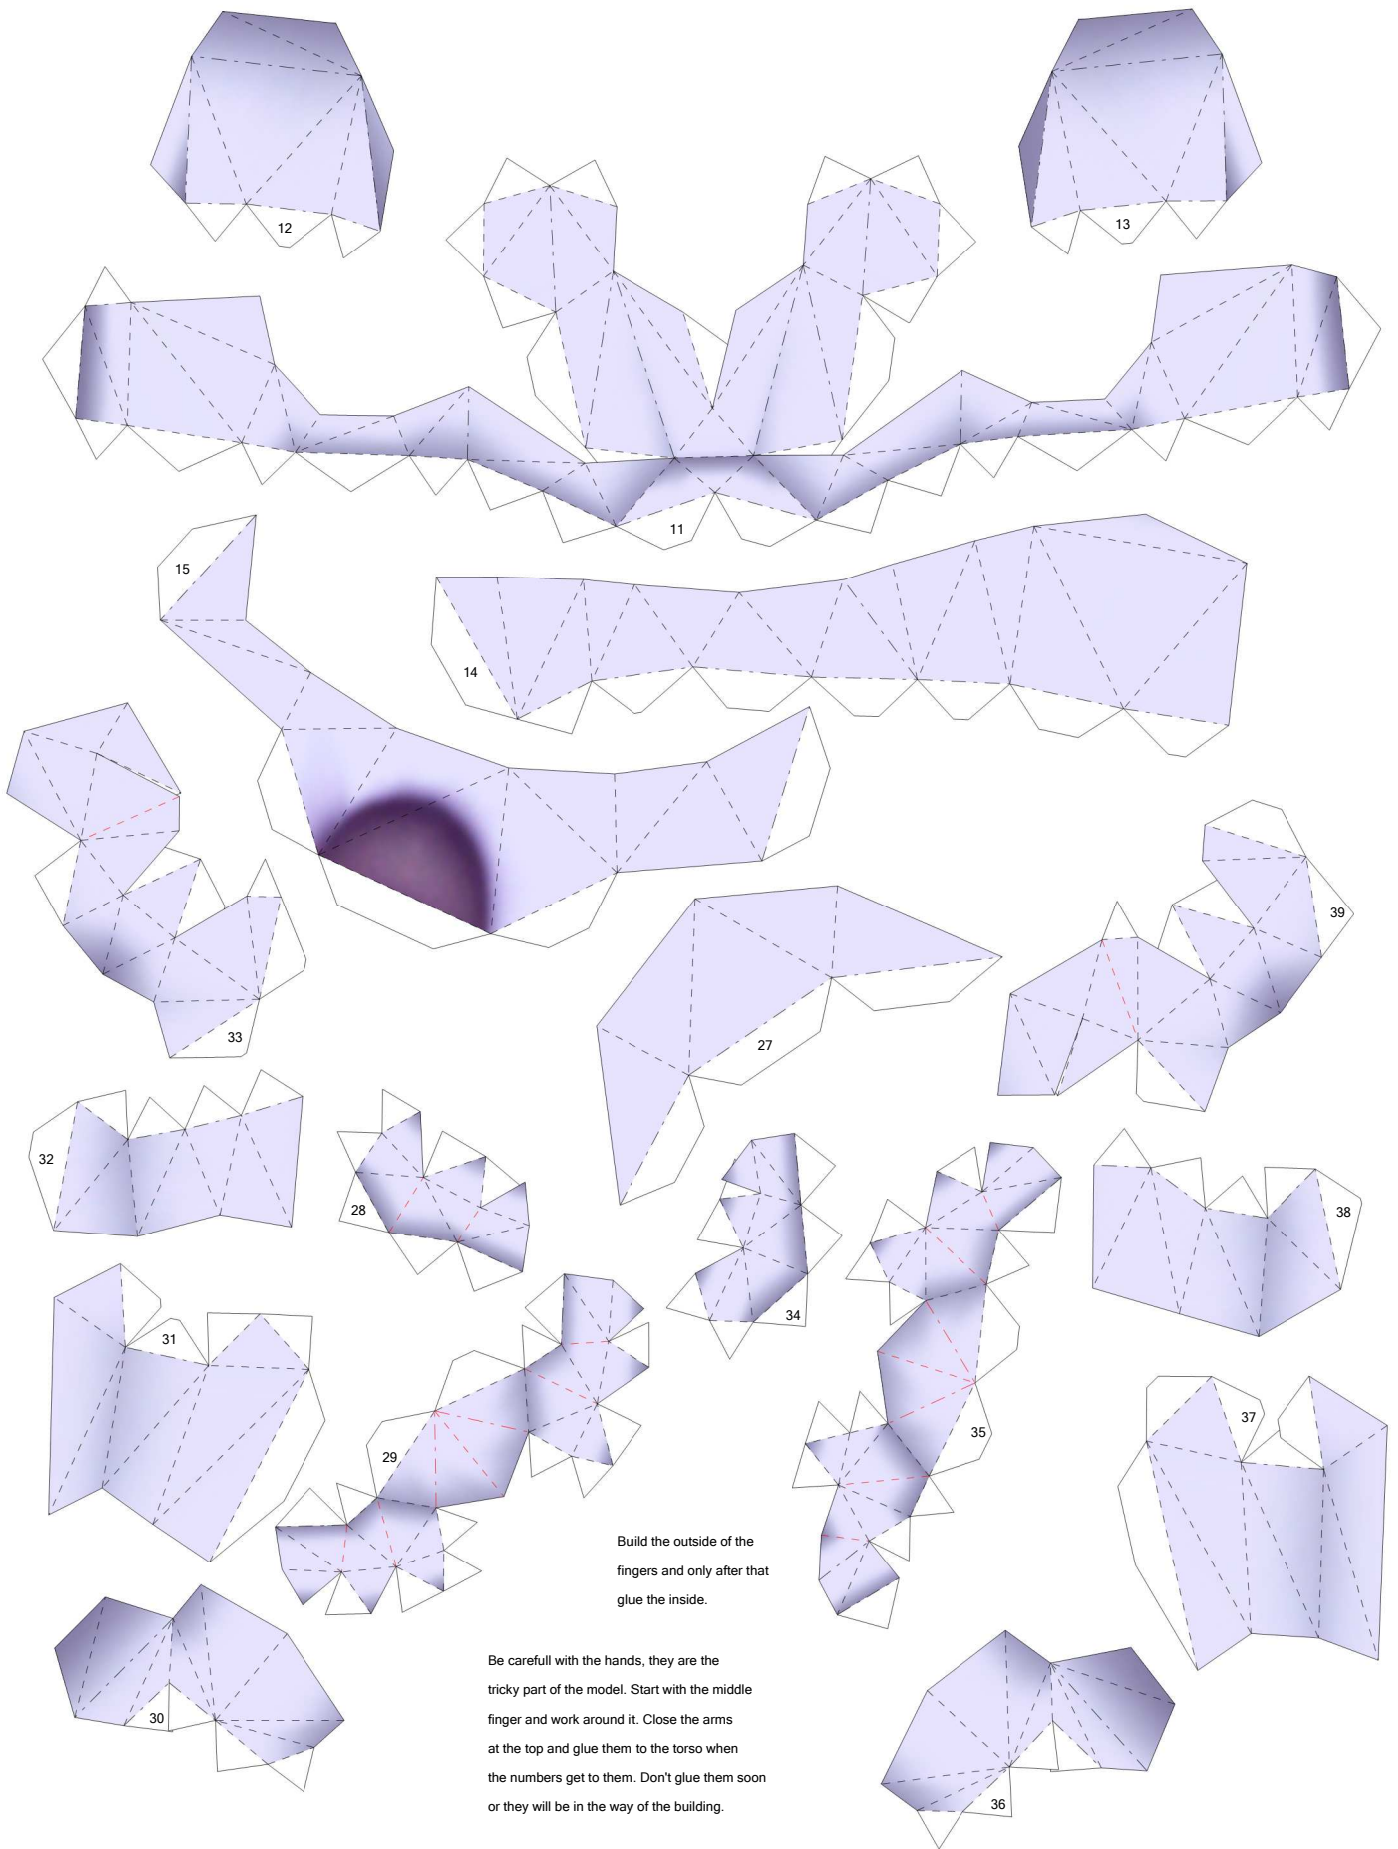 12
13
11
15
14
39
33
27
32
28
34
38
31
37
29
35
Build the outside of the
fingers and only after that
glue the inside.
30
Be carefull with the hands, they are the
tricky part of the model. Start with the middle
finger and work around it. Close the arms
at the top and glue them to the torso when
the numbers get to them. Don't glue them soon
or they will be in the way of the building.
36